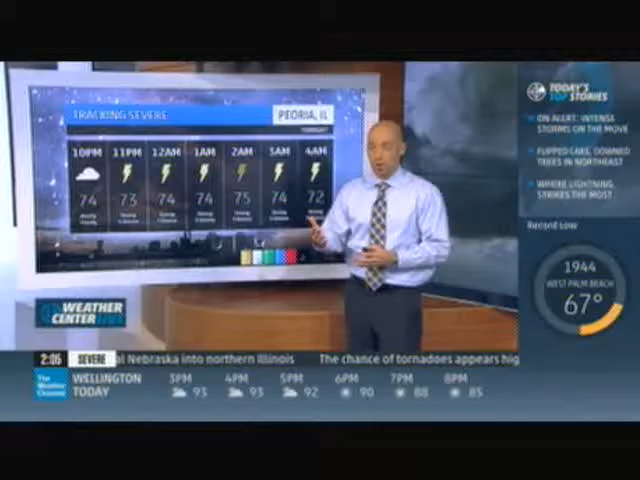 TRACKING SEVERE
PEORIA, IL
10PM 11PM 12AM 1AM 2AM 3AM 4AM
74 73 74 74 75 74 72
WEATHER
CENTER LIVE
TODAY'S
TOP STORIES
ON ALERT: INTENSE
STORMS ON THE MOVE
FLIPPED CARS, DOWNED
TREES IN NORTHEAST
WHERE LIGHTNING
STRIKES THE MOST
Record Low
1944
WEST PALM BEACH
67°
2:05 SEVERE al Nebraska into northern Illinois The chance of tornadoes appears hig
The
Weather
Channel
WELLINGTON
TODAY
3PM 4PM 5PM 6PM 7PM 8PM
93 93 92 90 88 85